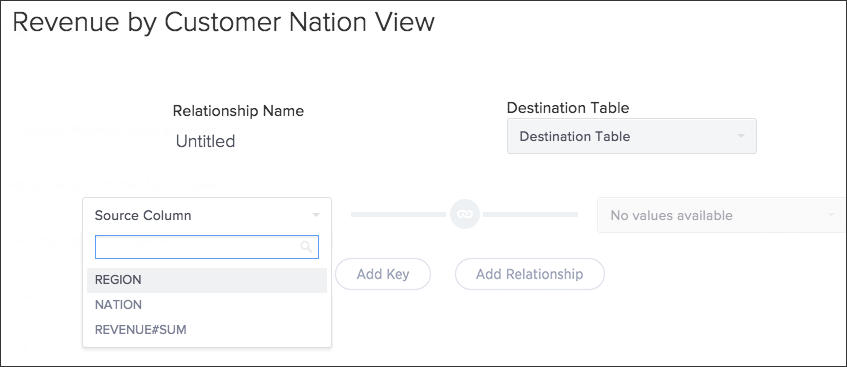 Revenue by Customer Nation View
Relationship Name
Destination Table
Untitled
Destination Table
Source Column
No values available
REGION
NATION
REVENUE#SUM
Add Key
Add Relationship